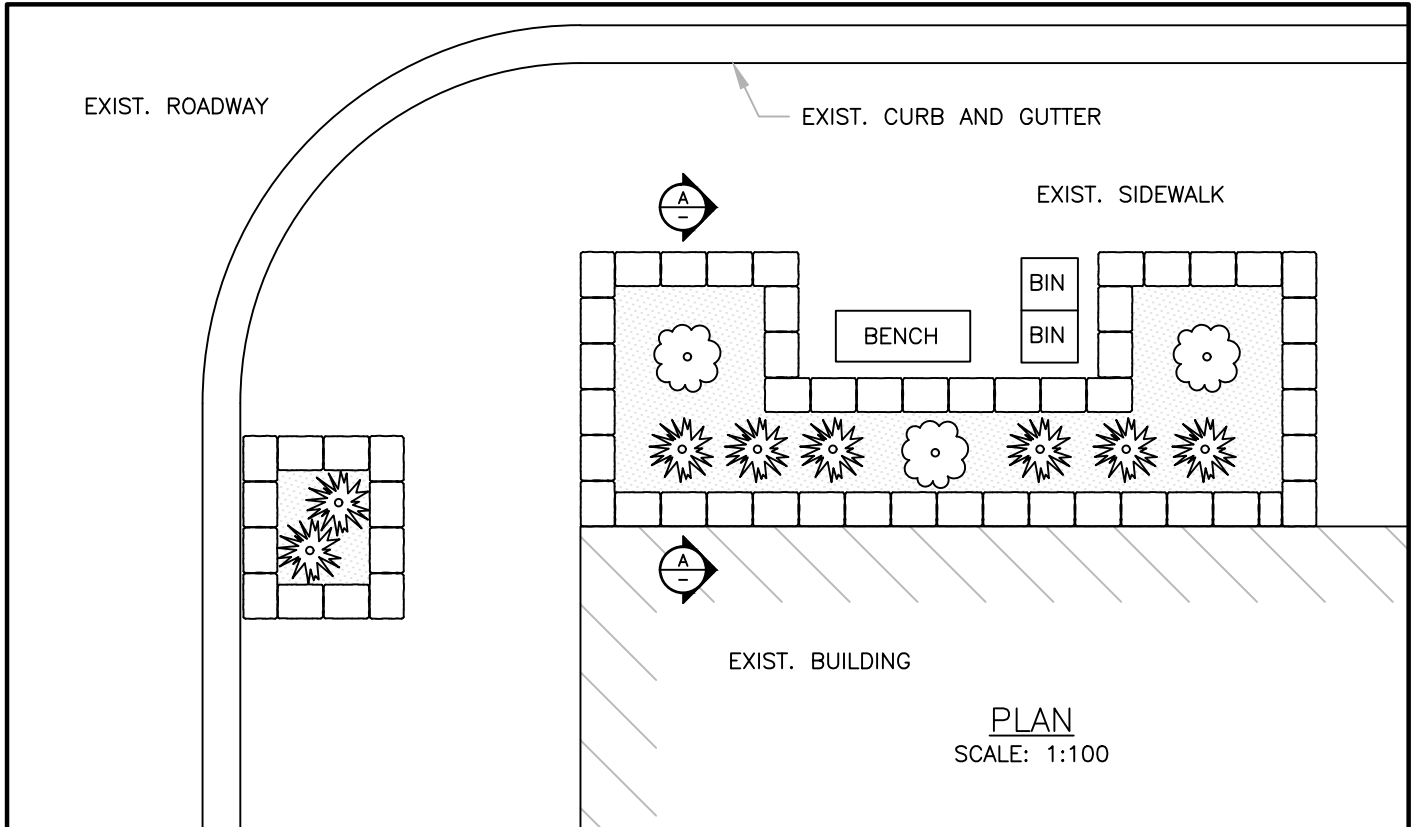 EXIST. ROADWAY
EXIST. CURB AND GUTTER
EXIST. SIDEWALK
A
–
BIN
BENCH
BIN
A
–
EXIST. BUILDING
PLAN
SCALE: 1:100